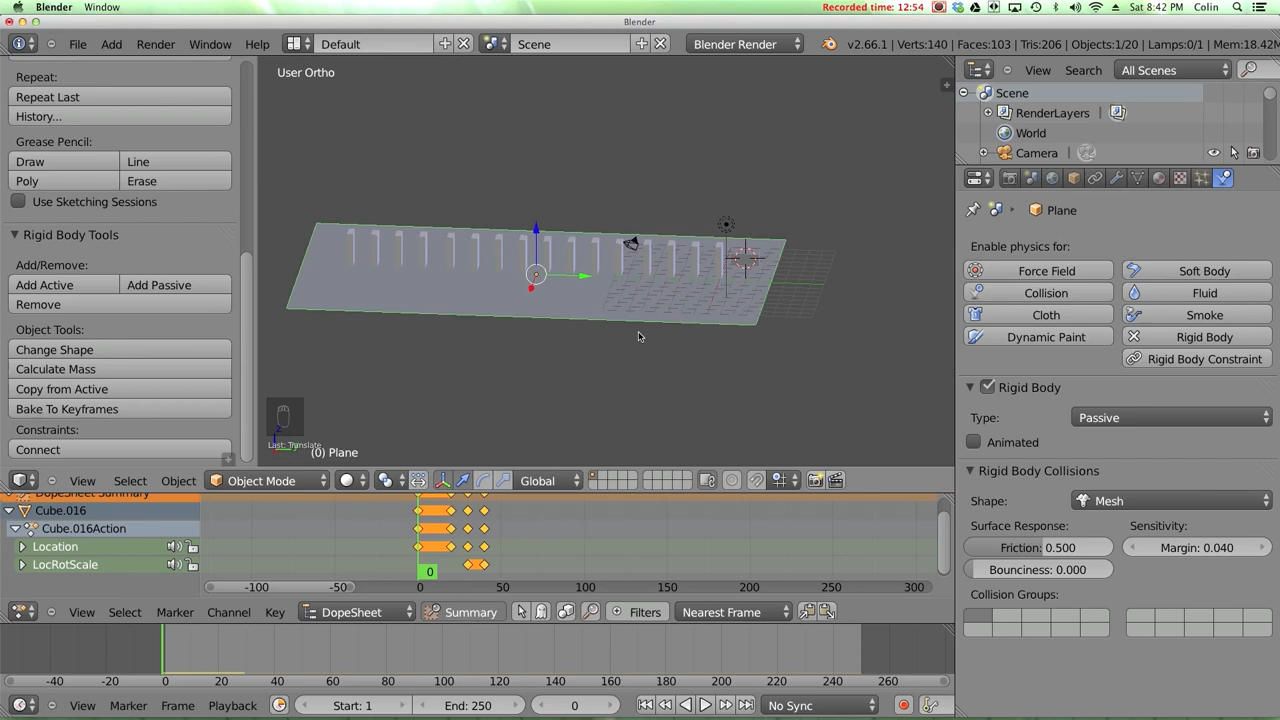 Blender Window Recorded time: 12:54 Sat 8:42 PM Colin
Blender
File Add Render Window Help Default Scene Blender Render v2.66.1 | Verts:140 | Faces:103 | Tris:206 | Objects:1/20 | Lamps:0/1 | Mem:18.42M
Repeat:
Repeat Last
History...
Grease Pencil:
Draw Line
Poly Erase
Use Sketching Sessions
Rigid Body Tools
Add/Remove:
Add Active Add Passive
Remove
Object Tools:
Change Shape
Calculate Mass
Copy from Active
Bake To Keyframes
Constraints:
Connect
User Ortho
Last: Translate
(0) Plane
View Select Object Object Mode Global
View Search All Scenes
Scene
RenderLayers |
World
Camera |
Plane
Enable physics for:
Force Field Soft Body
Collision Fluid
Cloth Smoke
Dynamic Paint Rigid Body
Rigid Body Constraint
Rigid Body
Type: Passive
Animated
Rigid Body Collisions
Shape: Mesh
Surface Response: Sensitivity:
Friction: 0.500 Margin: 0.040
Bounciness: 0.000
Collision Groups:
DopeSheet Summary
Cube.016
Cube.016Action
Location
LocRotScale
0
-100 -50 0 50 100 150 200 250 300
View Select Marker Channel Key DopeSheet Summary Filters Nearest Frame
-40 -20 0 20 40 60 80 100 120 140 160 180 200 220 240 260
View Marker Frame Playback Start: 1 End: 250 0 No Sync